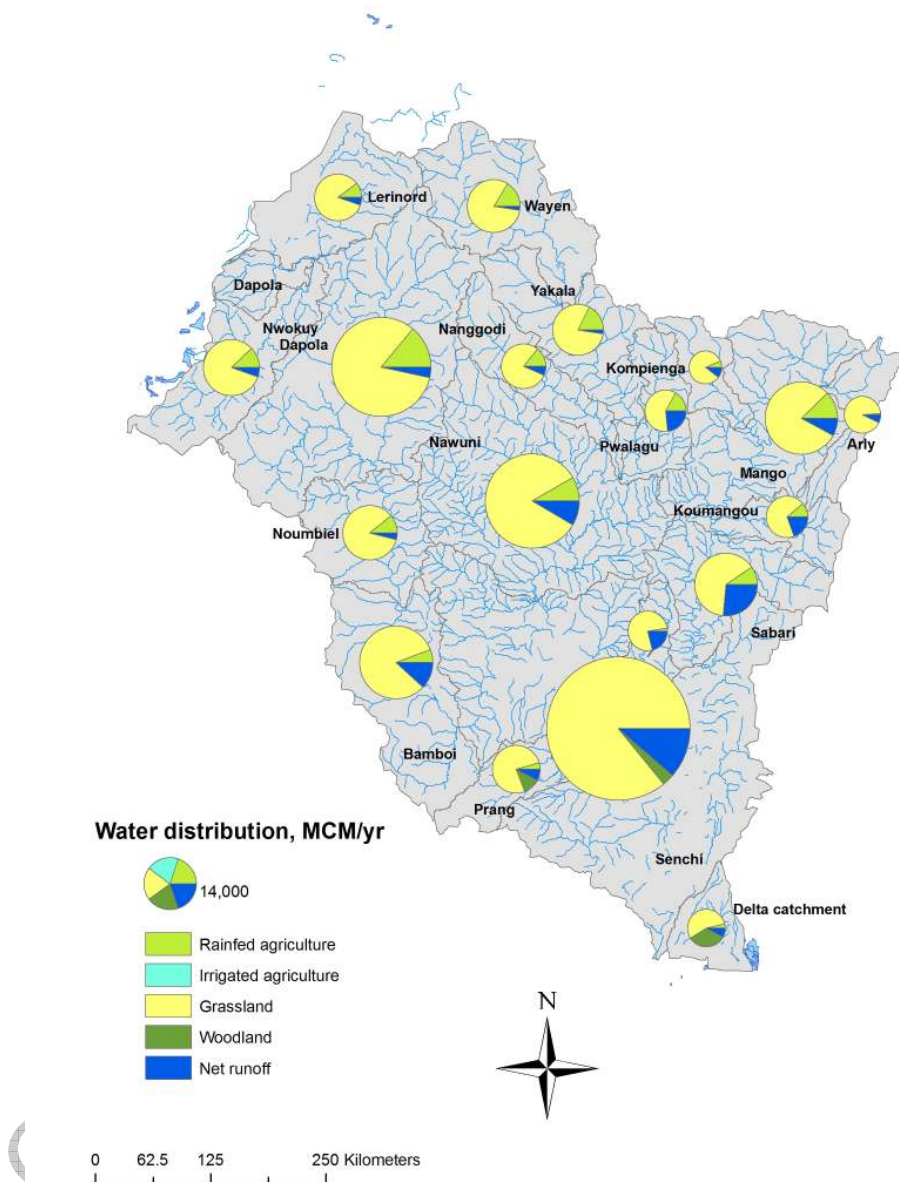 Lerinord
Wayen
Dapola
Yakala
Nwokuy
Dapola
Nanggodi
Kompienga
Nawuni
Pwalagu
Arly
Mango
Koumangou
Noumbiel
Sabari
Bamboi
Prang
Senchi
Delta catchment
Water distribution, MCM/yr
14,000
Rainfed agriculture
Irrigated agriculture
Grassland
Woodland
Net runoff
N
0 62.5 125 250 Kilometers